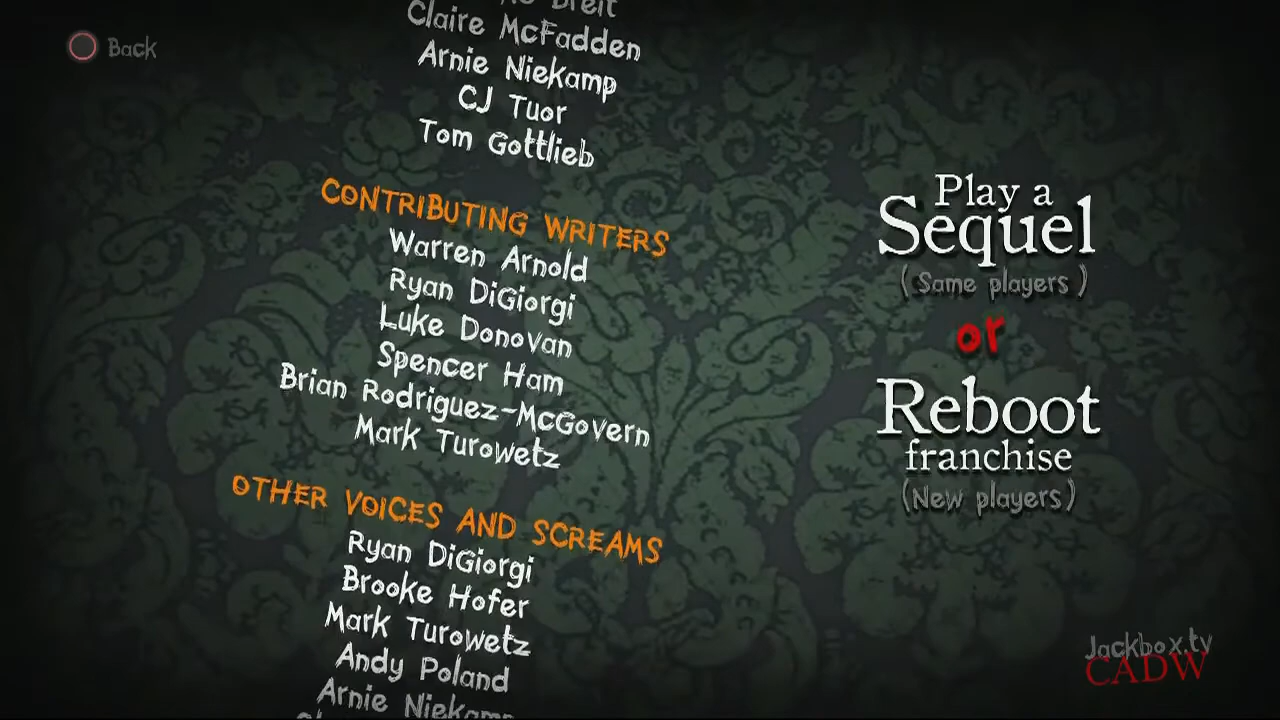 Back
Claire McFadden
Arnie Niekamp
CJ Tuor
Tom Gottlieb
CONTRIBUTING WRITERS
Warren Arnold
Ryan DiGiorgi
Luke Donovan
Spencer Ham
Brian Rodriguez-McGovern
Mark Turowetz
OTHER VOICES AND SCREAMS
Ryan DiGiorgi
Brooke Hofer
Mark Turowetz
Andy Poland
Arnie Niekamp
Play a
Sequel
(Same players)
or
Reboot
franchise
(New players)
Jackbox.tv
CADW